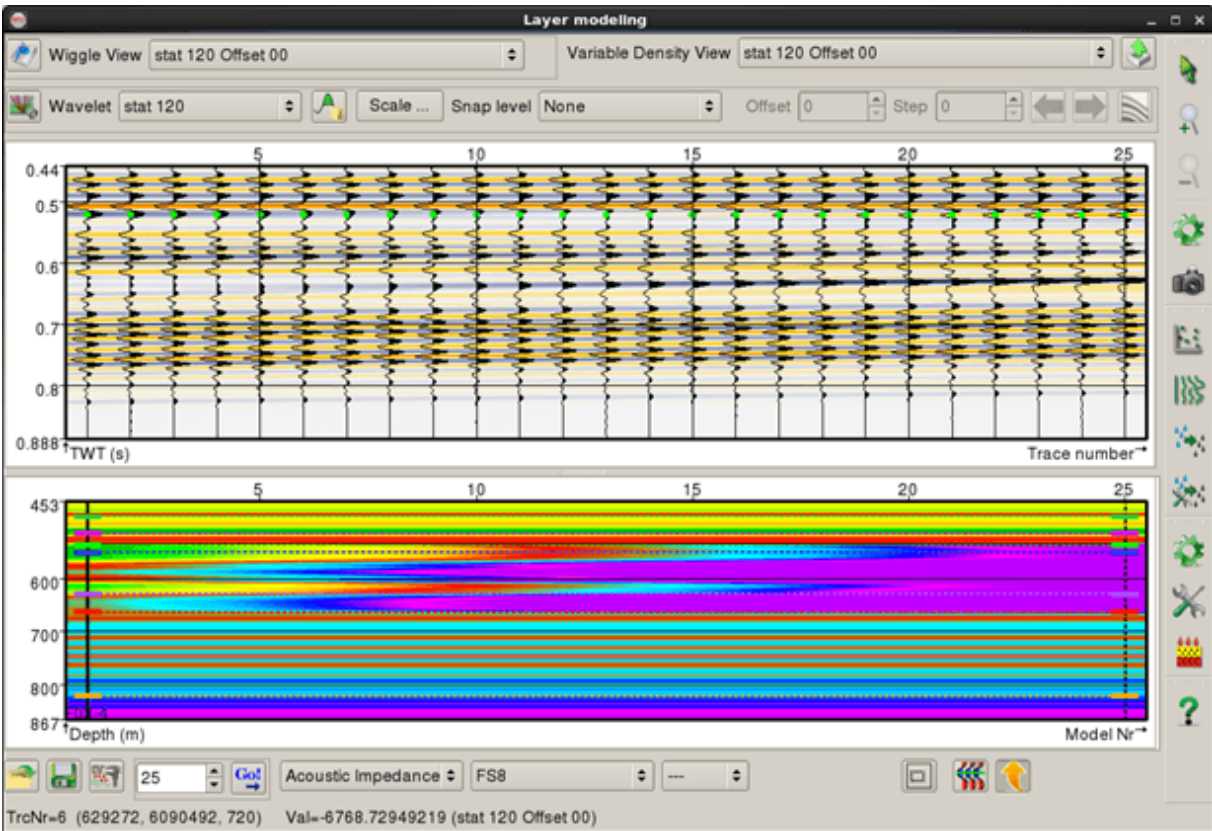 Layer modeling
Wiggle View stat 120 Offset 00 Variable Density View stat 120 Offset 00
Wavelet stat 120 Scale ... Snap level None Offset 0 Step 0
5 10 15 20 25
0.44
0.5
0.6
0.7
0.8
0.888
TWT (s) Trace number
5 10 15 20 25
453
600
700
800
867
Depth (m) Model Nr
25 Go! Acoustic Impedance FS8 ---
TrcNr=6 (629272, 6090492, 720) Val=-6768.72949219 (stat 120 Offset 00)